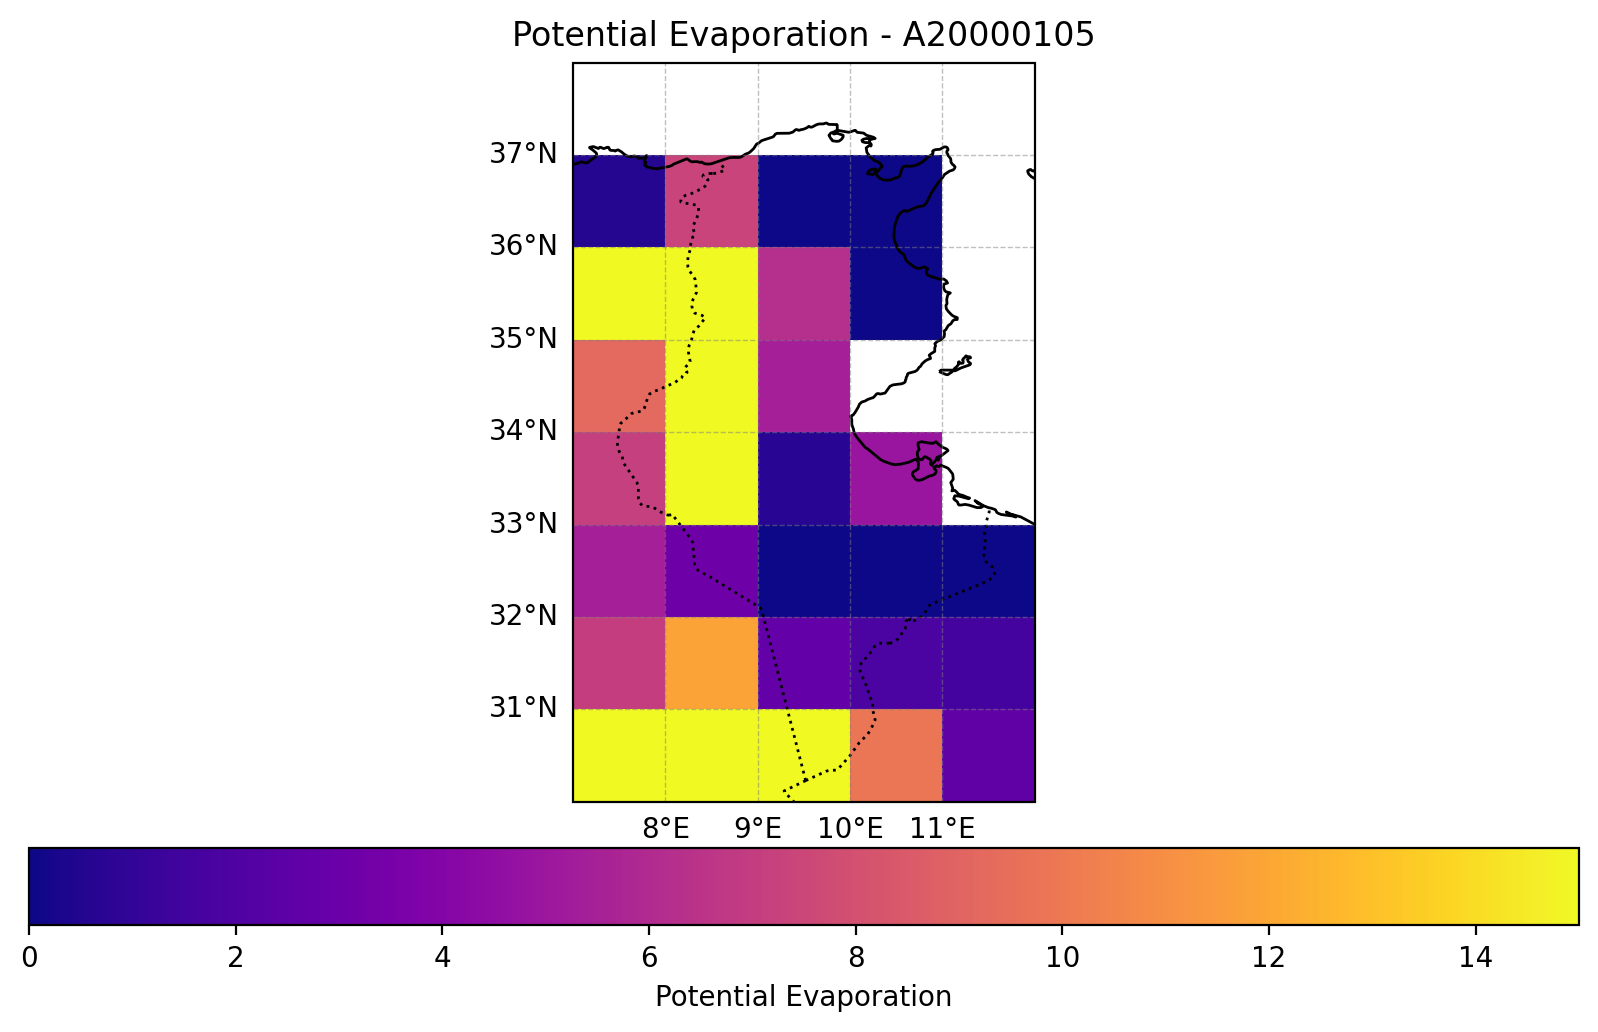 Potential Evaporation - A20000105
37°N
36°N
35°N
34°N
33°N
32°N
31°N
8°E 9°E 10°E 11°E
0 2 4 6 8 10 12 14
Potential Evaporation